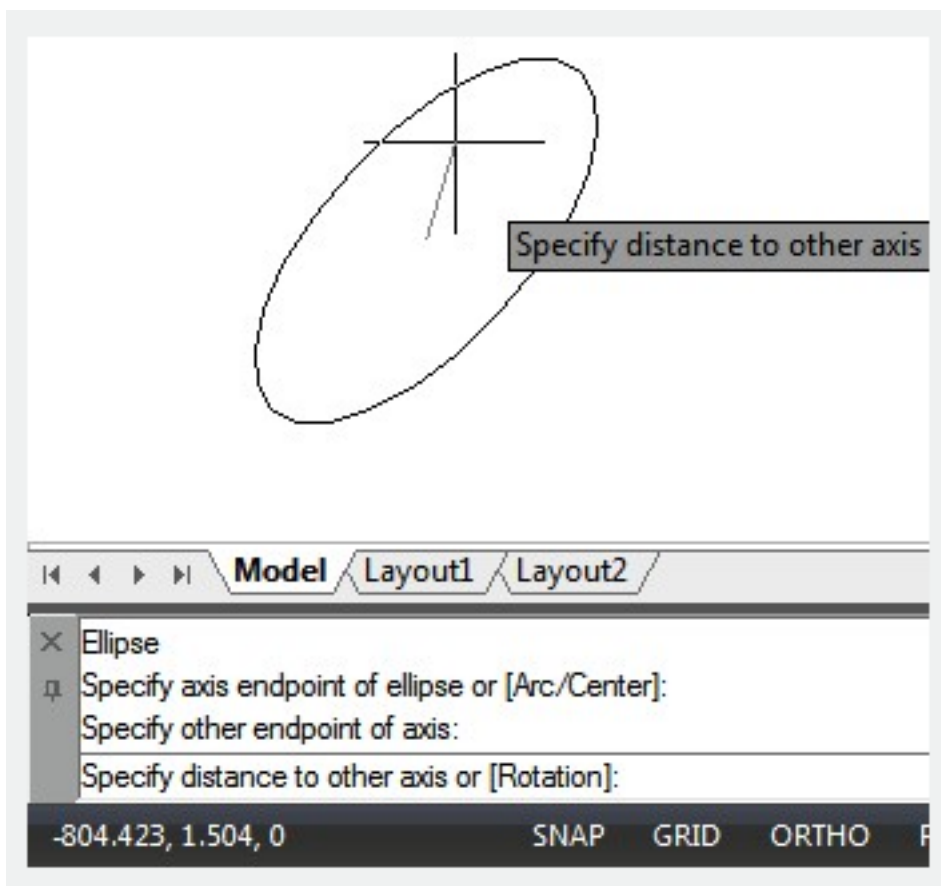 Specify distance to other axis
Model Layout1 Layout2
Ellipse
Specify axis endpoint of ellipse or [Arc/Center]:
Specify other endpoint of axis:
Specify distance to other axis or [Rotation]:
-804.423, 1.504, 0 SNAP GRID ORTHO